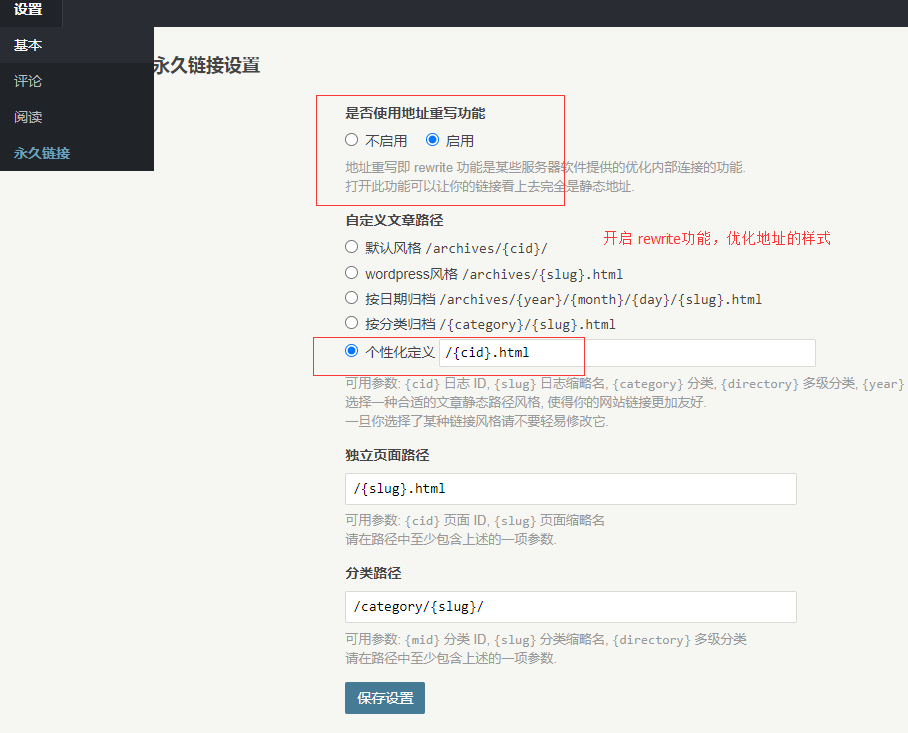 设置
基本
评论
阅读
永久链接
永久链接设置
是否使用地址重写功能
不启用 启用
地址重写即 rewrite 功能是某些服务器软件提供的优化内部连接的功能.
打开此功能可以让你的链接看上去完全是静态地址.
自定义文章路径
开启 rewrite功能，优化地址的样式
默认风格 /archives/{cid}/
wordpress风格 /archives/{slug}.html
按日期归档 /archives/{year}/{month}/{day}/{slug}.html
按分类归档 /{category}/{slug}.html
个性化定义 /{cid}.html
可用参数: {cid} 日志 ID, {slug} 日志缩略名, {category} 分类, {directory} 多级分类, {year}
选择一种合适的文章静态路径风格, 使得你的网站链接更加友好.
一旦你选择了某种链接风格请不要轻易修改它.
独立页面路径
/{slug}.html
可用参数: {cid} 页面 ID, {slug} 页面缩略名
请在路径中至少包含上述的一项参数.
分类路径
/category/{slug}/
可用参数: {mid} 分类 ID, {slug} 分类缩略名, {directory} 多级分类
请在路径中至少包含上述的一项参数.
保存设置